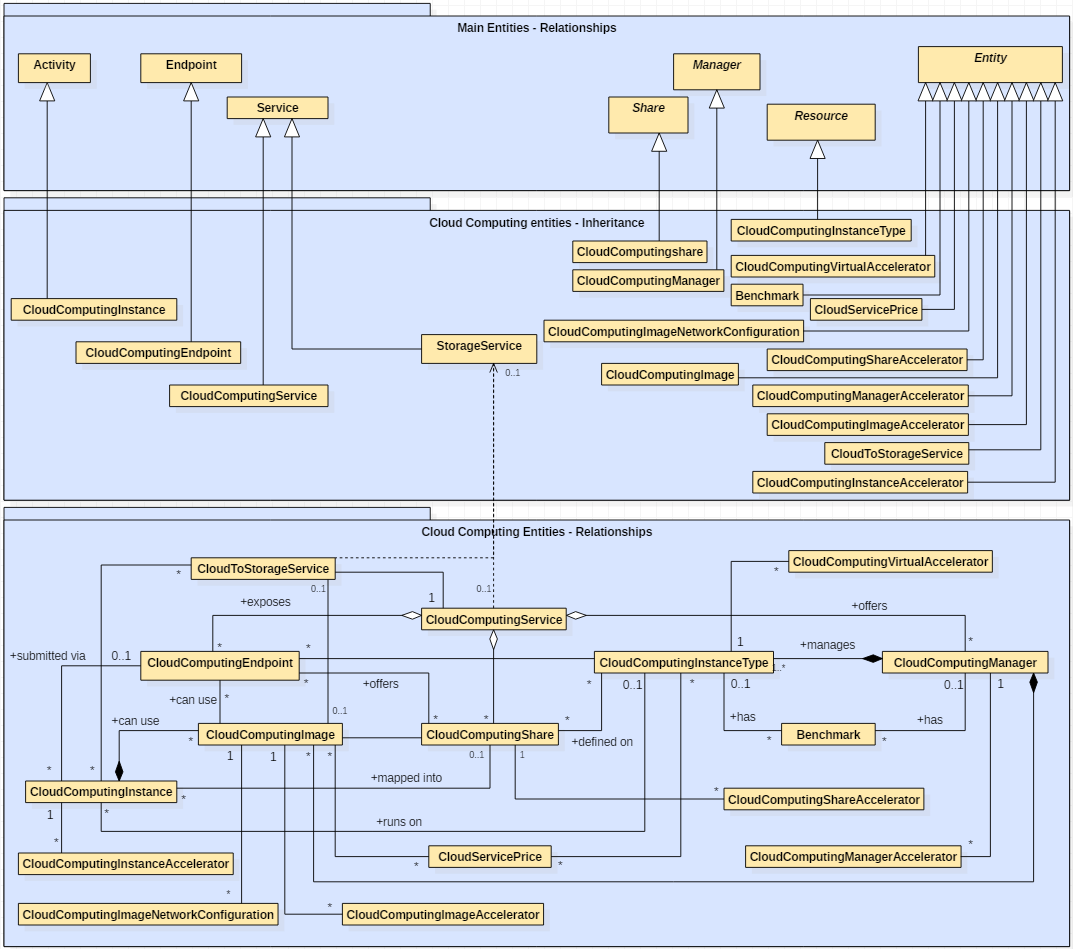 Main Entities - Relationships
Activity
Endpoint
Service
Share
Manager
Resource
Entity
Cloud Computing entities - Inheritance
CloudComputingInstanceType
CloudComputingshare
CloudComputingVirtualAccelerator
CloudComputingManager
Benchmark
CloudComputingInstance
CloudServicePrice
CloudComputingImageNetworkConfiguration
CloudComputingEndpoint
StorageService
CloudComputingShareAccelerator
0..1
CloudComputingImage
CloudComputingService
CloudComputingManagerAccelerator
CloudComputingImageAccelerator
CloudToStorageService
CloudComputingInstanceAccelerator
Cloud Computing Entities - Relationships
CloudToStorageService
CloudComputingVirtualAccelerator
*
*
0..1
0..1
1
+exposes
+offers
CloudComputingService
*
*
1
*
+manages
+submitted via
0..1
CloudComputingEndpoint
CloudComputingInstanceType
1..*
CloudComputingManager
*
+offers
*
0..1
*
0..1
0..1
1
+can use
*
0..1
+can use
*
*
*
+has
+has
*
CloudComputingImage
CloudComputingShare
+defined on
*
Benchmark
*
1
1
*
*
0..1
1
*
*
+mapped into
CloudComputingInstance
*
*
CloudComputingShareAccelerator
1
*
+runs on
*
*
CloudComputingInstanceAccelerator
*
CloudServicePrice
*
CloudComputingManagerAccelerator
*
*
CloudComputingImageNetworkConfiguration
CloudComputingImageAccelerator